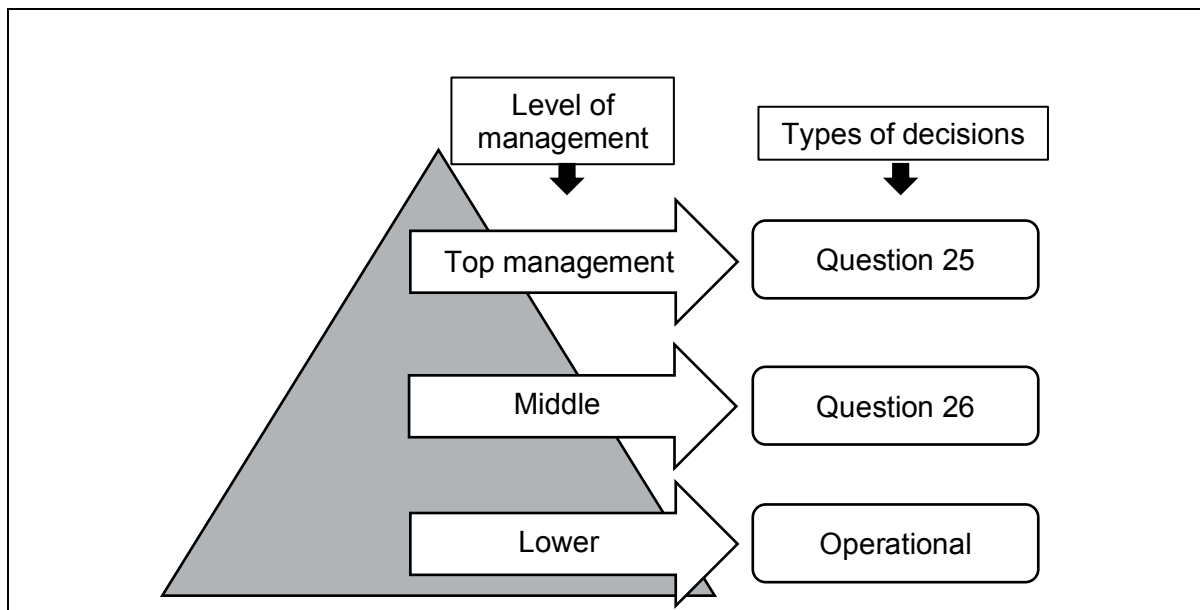 Level of
management
Types of decisions
Top management
Question 25
Middle
Question 26
Lower
Operational